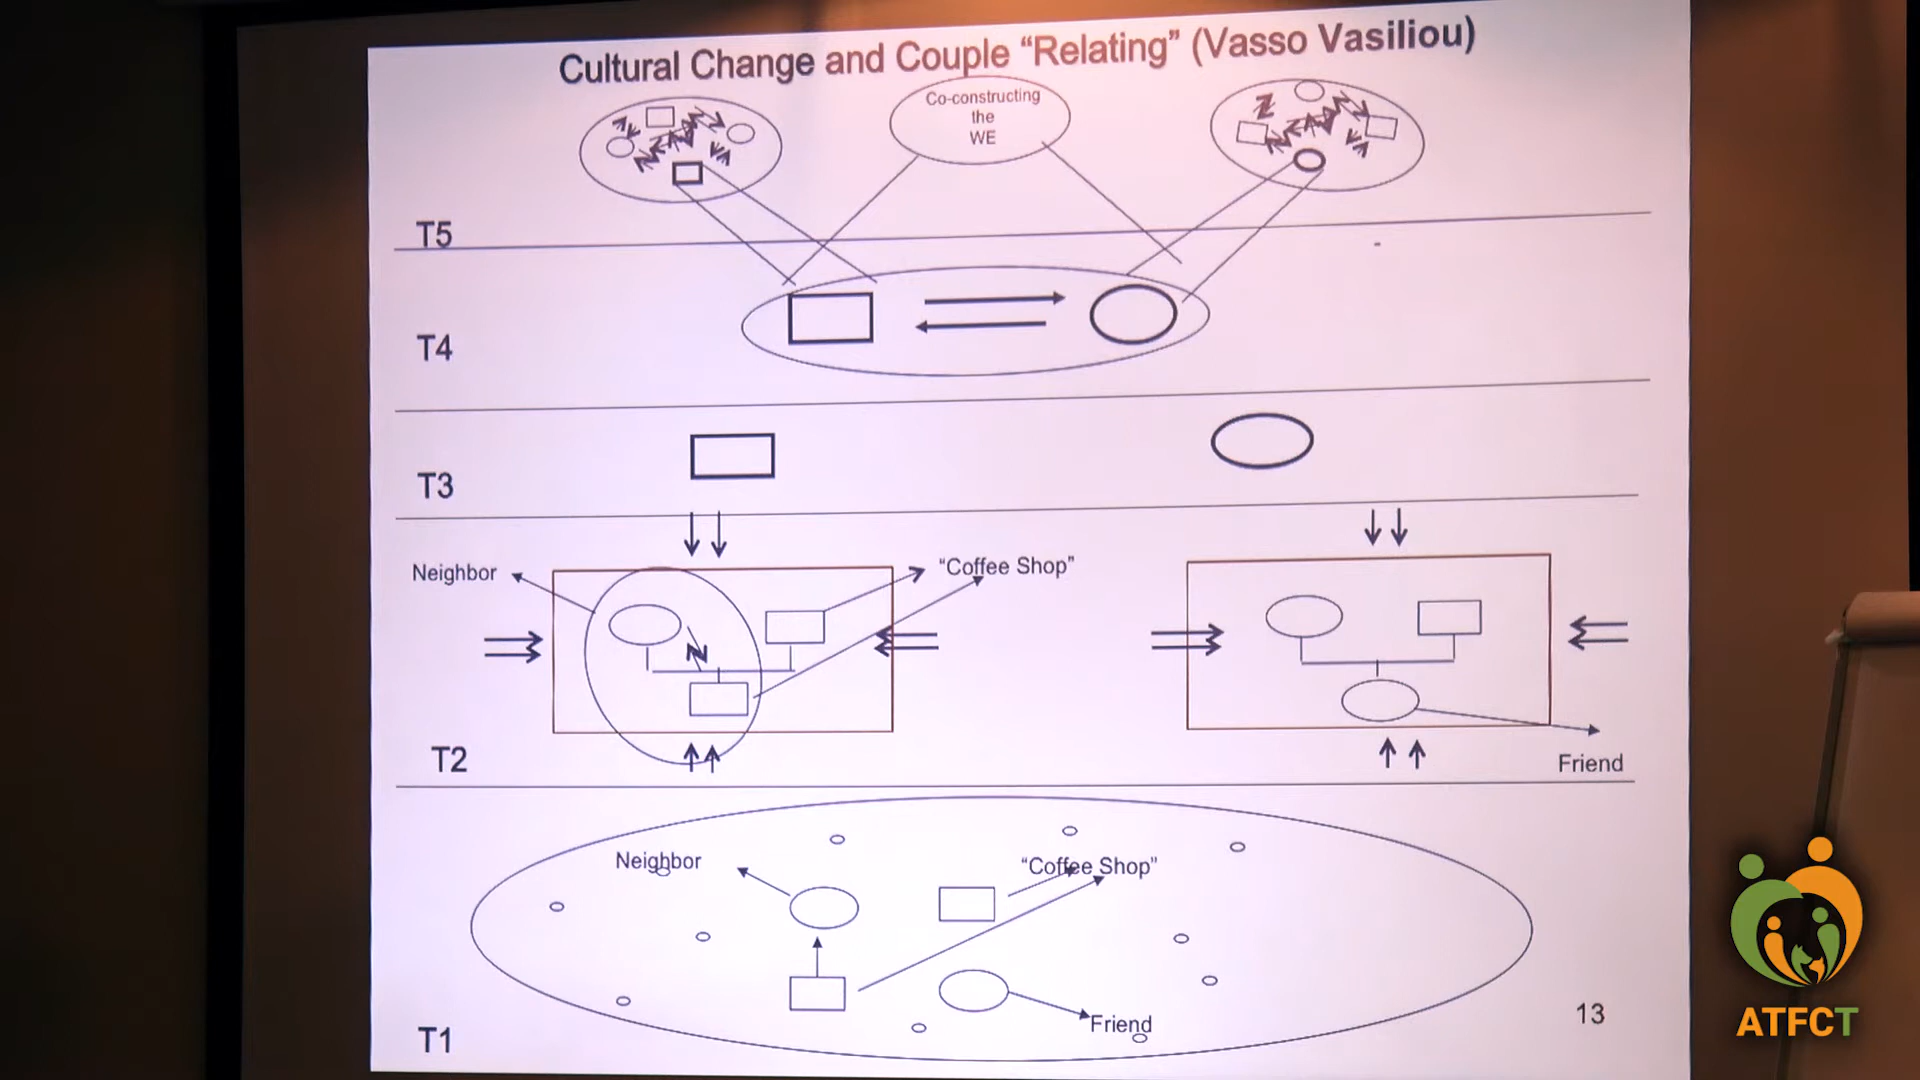 Cultural Change and Couple “Relating” (Vasso Vasiliou)
Co-constructing
the
WE
T5
T4
T3
Neighbor
“Coffee Shop”
T2
Friend
Neighbor
“Coffee Shop”
Friend
T1
13
ATFCT